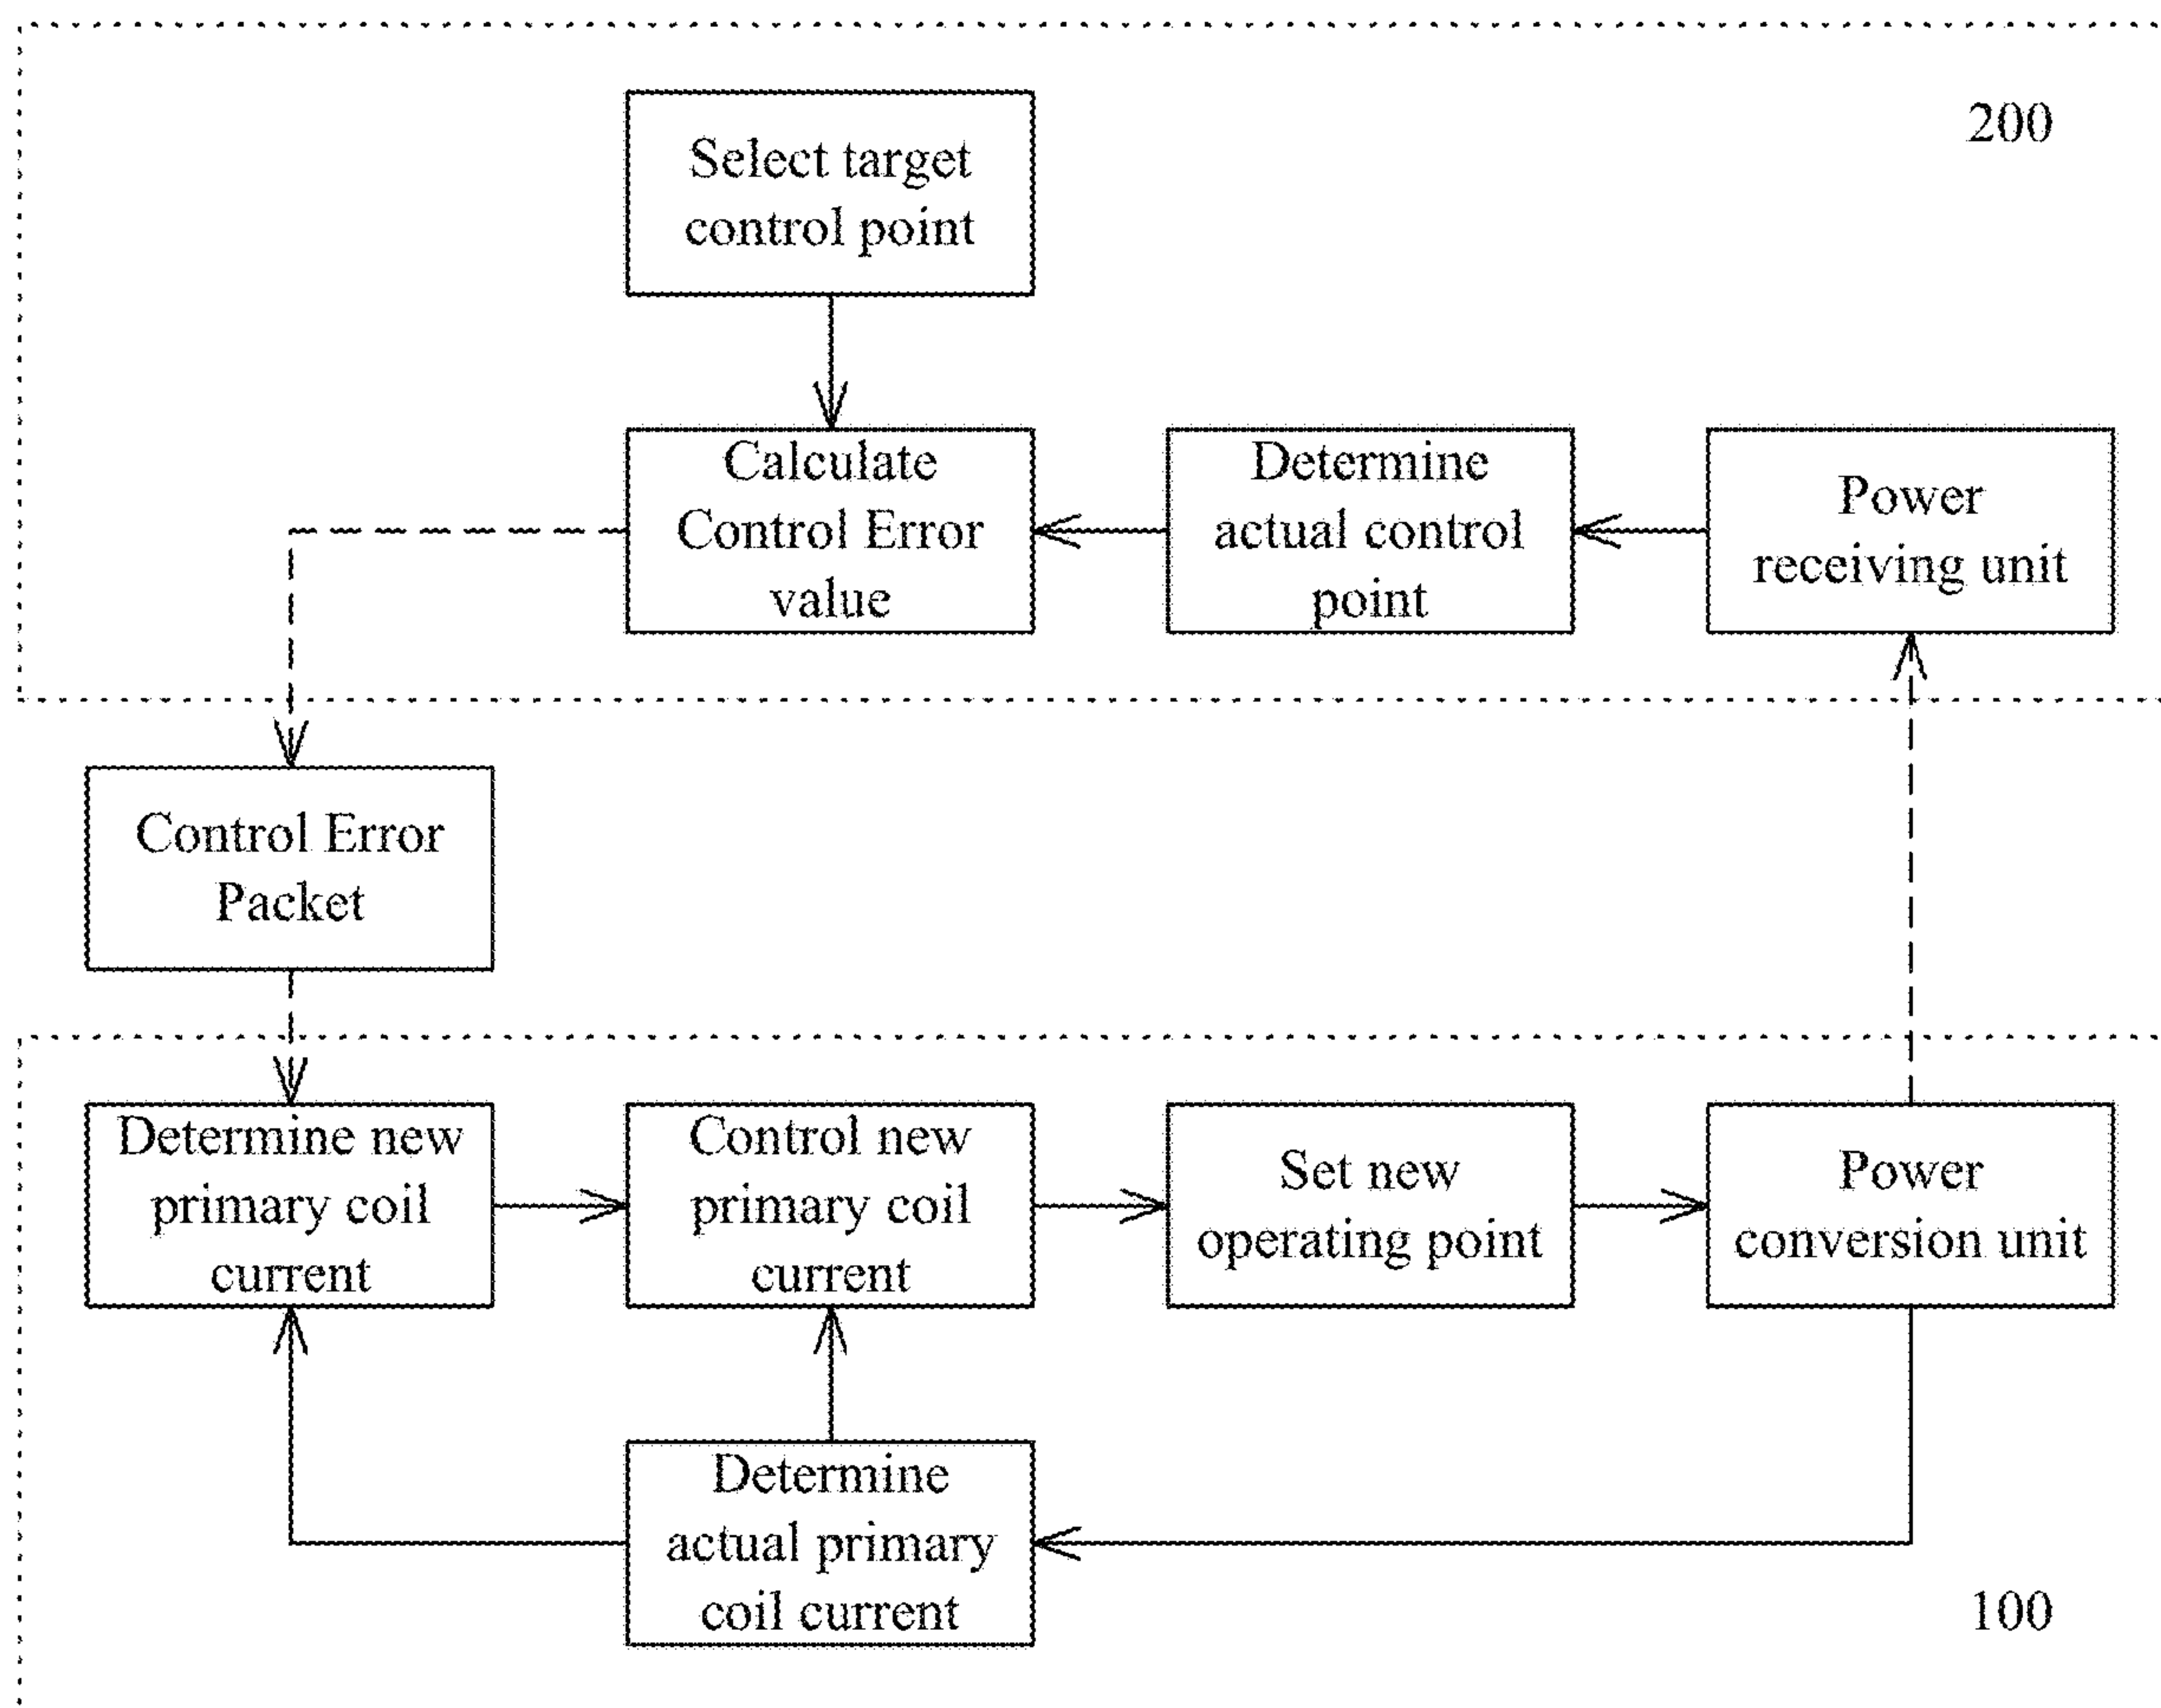 200
Select target
control point
Calculate
Control Error
value
Determine
actual control
point
Power
receiving unit
Control Error
Packet
Determine new
primary coil
current
Control new
primary coil
current
Set new
operating point
Power
conversion unit
Determine
actual primary
coil current
100